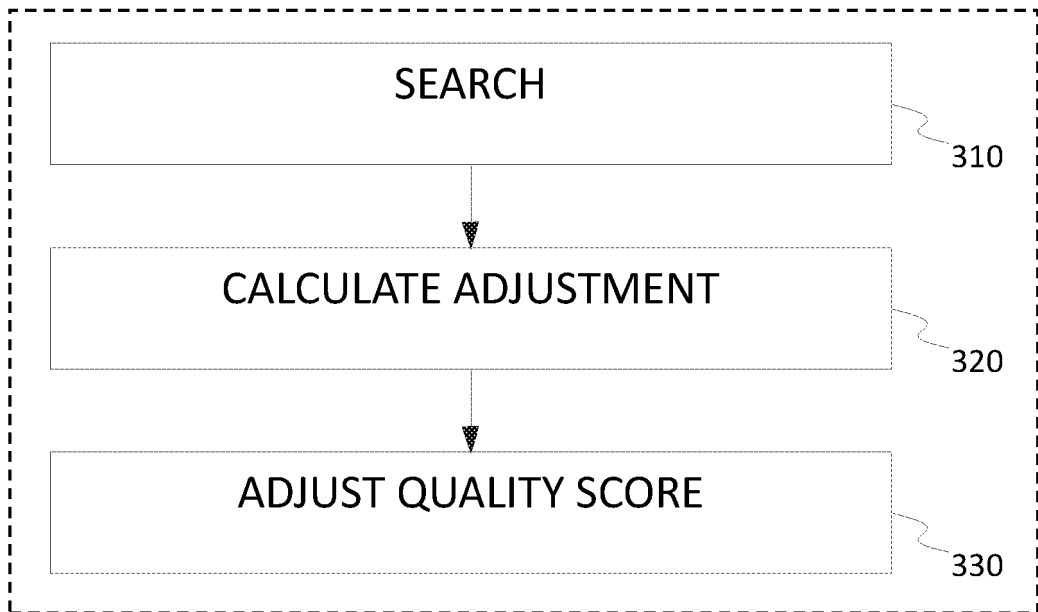 SEARCH
310
CALCULATE ADJUSTMENT
320
ADJUST QUALITY SCORE
330